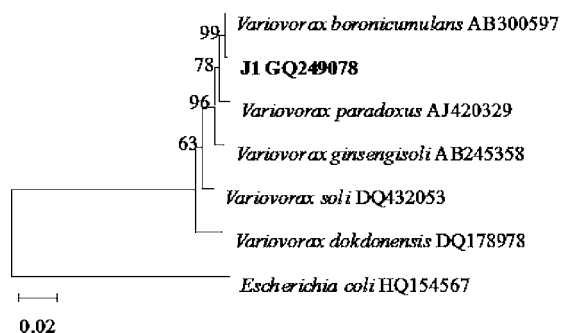 Variovorax boronicumulans AB300597
99
J1 GQ249078
78
Variovorax paradoxus AJ420329
96
Variovorax ginsengisoli AB245358
63
Variovorax soli DQ432053
Variovorax dokdonensis DQ178978
Escherichia coli HQ154567
0.02